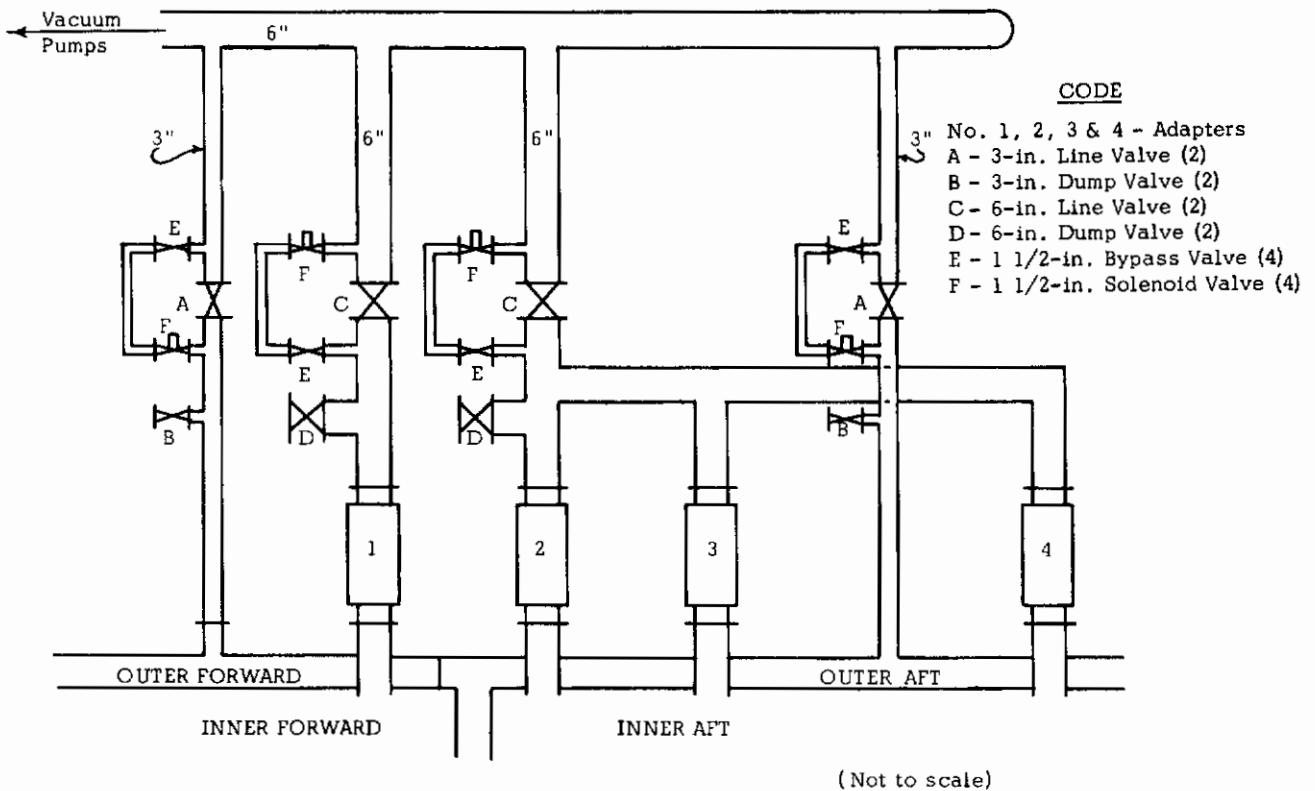 Vacuum
Pumps
6"
3"
6"
6"
3"
CODE
No. 1, 2, 3 & 4 - Adapters
A - 3-in. Line Valve (2)
B - 3-in. Dump Valve (2)
C - 6-in. Line Valve (2)
D - 6-in. Dump Valve (2)
E - 1 1/2-in. Bypass Valve (4)
F - 1 1/2-in. Solenoid Valve (4)
E
F
F
E
A
C
C
A
F
E
E
F
B
D
D
B
1
2
3
4
OUTER FORWARD
OUTER AFT
INNER FORWARD
INNER AFT
(Not to scale)